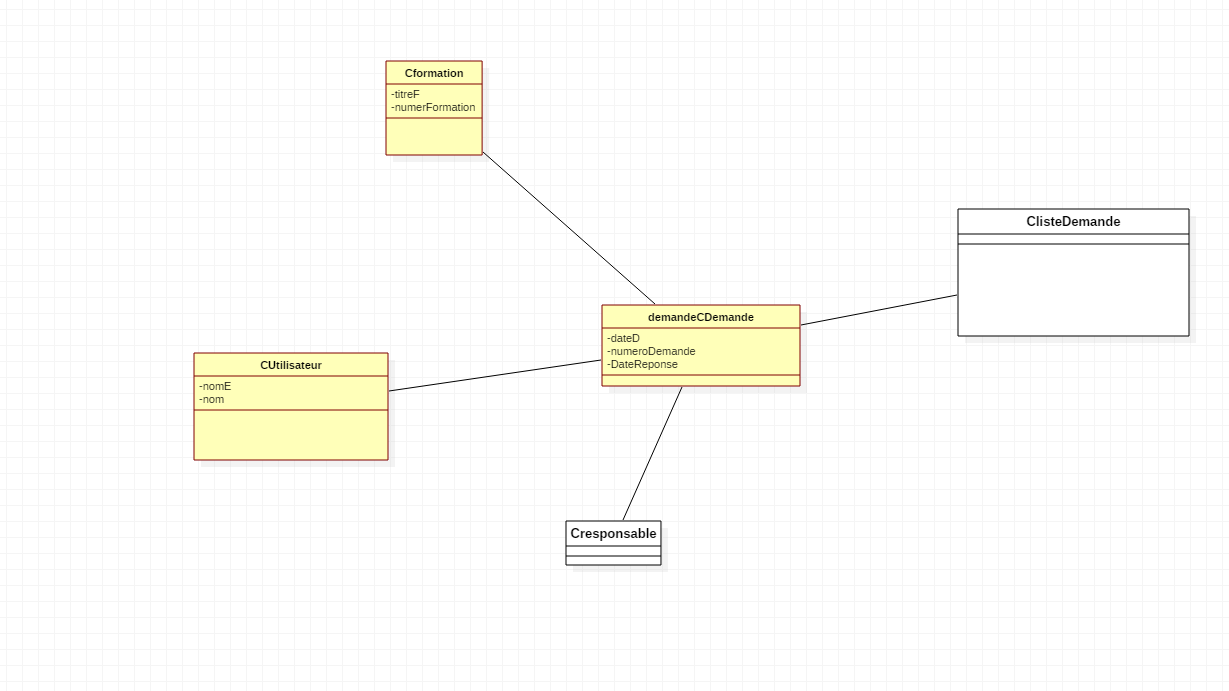 Cformation
-titreF
-numerFormation
ClisteDemande
demandeCDemande
-dateD
-numeroDemande
-DateReponse
CUtilisateur
-nomE
-nom
Cresponsable